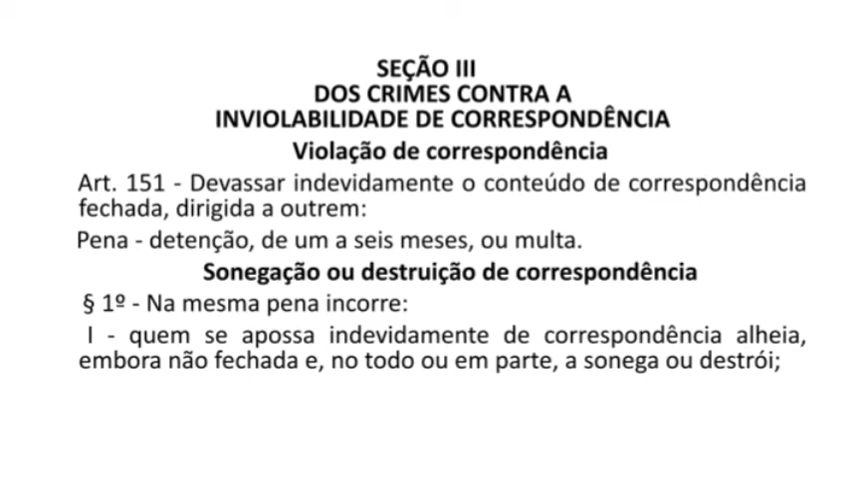 SEÇÃO III
DOS CRIMES CONTRA A
INVIOLABILIDADE DE CORRESPONDÊNCIA
Violação de correspondência
Art. 151 - Devassar indevidamente o conteúdo de correspondência
fechada, dirigida a outrem:
Pena - detenção, de um a seis meses, ou multa.
Sonegação ou destruição de correspondência
§ 1º - Na mesma pena incorre:
I - quem se apossa indevidamente de correspondência alheia,
embora não fechada e, no todo ou em parte, a sonega ou destrói;